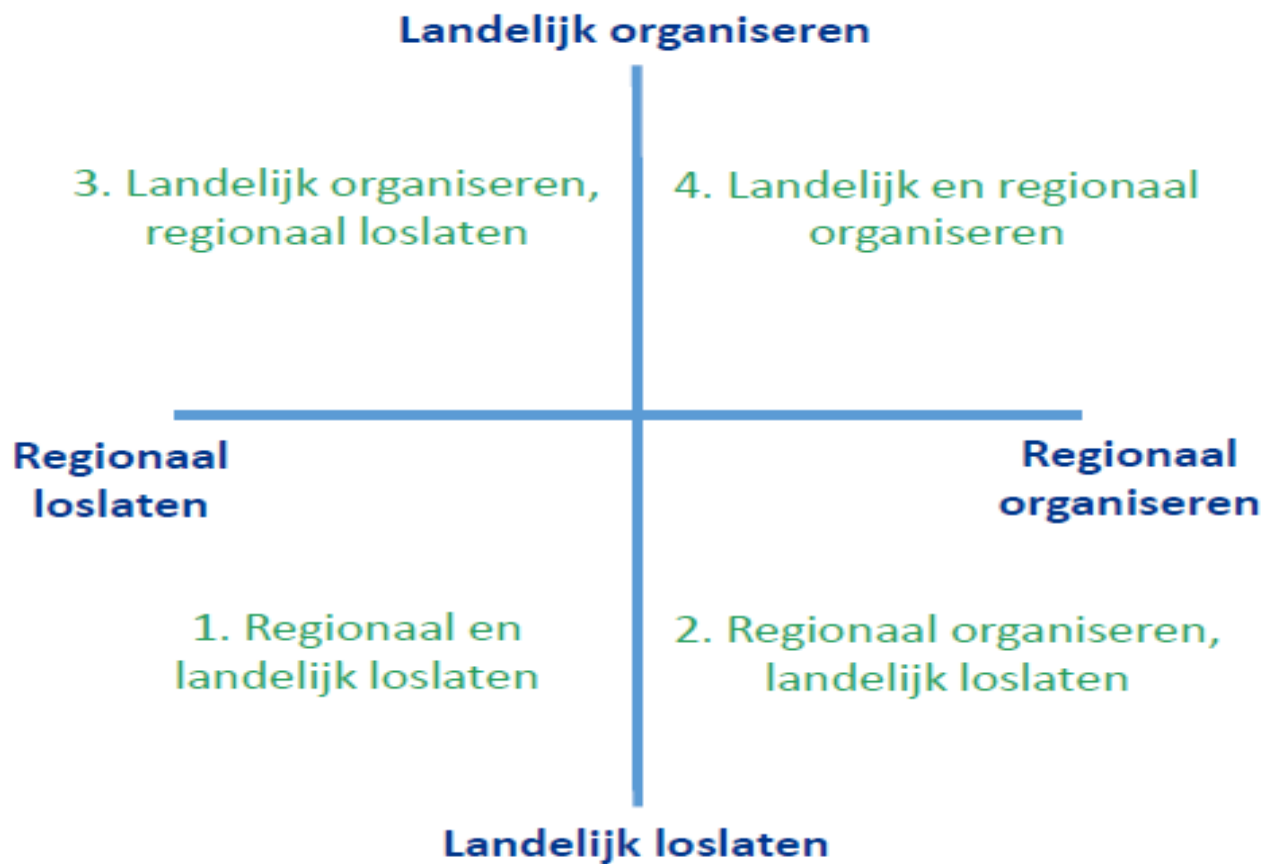 Landelijk organiseren
3. Landelijk organiseren,
regionaal loslaten
4. Landelijk en regionaal
organiseren
Regionaal
loslaten
Regionaal
organiseren
1. Regionaal en
landelijk loslaten
2. Regionaal organiseren,
landelijk loslaten
Landelijk loslaten